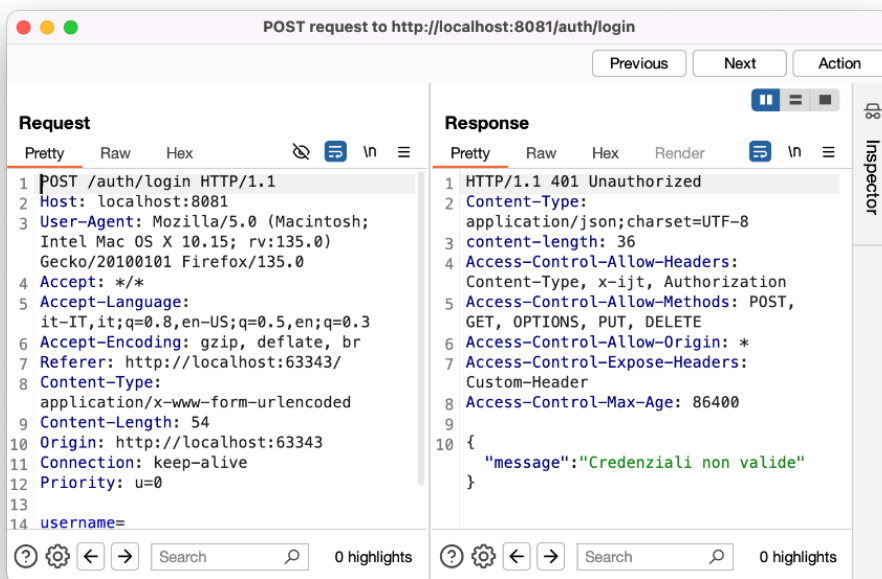 POST request to http://localhost:8081/auth/login
Previous
Next
Action
Request
Pretty
Raw
Hex
\n
1 POST /auth/login HTTP/1.1
2 Host: localhost:8081
3 User-Agent: Mozilla/5.0 (Macintosh;
Intel Mac OS X 10.15; rv:135.0)
Gecko/20100101 Firefox/135.0
4 Accept: */*
5 Accept-Language:
it-IT,it;q=0.8,en-US;q=0.5,en;q=0.3
6 Accept-Encoding: gzip, deflate, br
7 Referer: http://localhost:63343/
8 Content-Type:
application/x-www-form-urlencoded
9 Content-Length: 54
10 Origin: http://localhost:63343
11 Connection: keep-alive
12 Priority: u=0
13
14 username=
Search
0 highlights
Response
Pretty
Raw
Hex
Render
\n
1 HTTP/1.1 401 Unauthorized
2 Content-Type:
application/json;charset=UTF-8
3 content-length: 36
4 Access-Control-Allow-Headers:
Content-Type, x-ijt, Authorization
5 Access-Control-Allow-Methods: POST,
GET, OPTIONS, PUT, DELETE
6 Access-Control-Allow-Origin: *
7 Access-Control-Expose-Headers:
Custom-Header
8 Access-Control-Max-Age: 86400
9
10 {
"message":"Credenziali non valide"
}
Search
0 highlights
Inspector